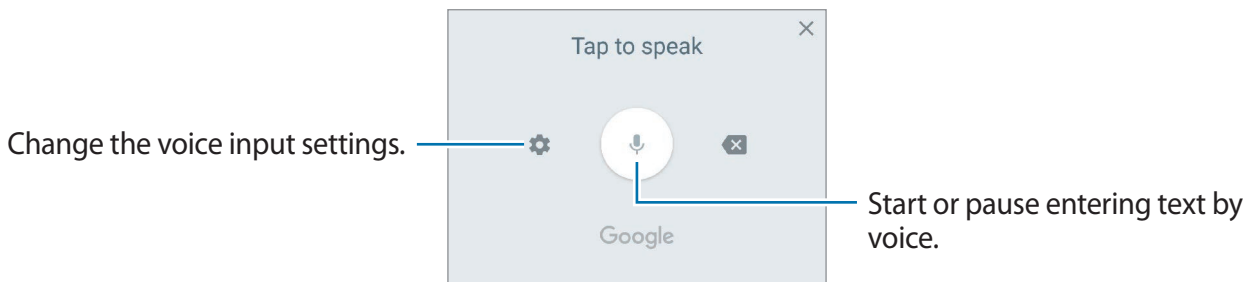 Tap to speak
Change the voice input settings.
Start or pause entering text by
voice.
Google